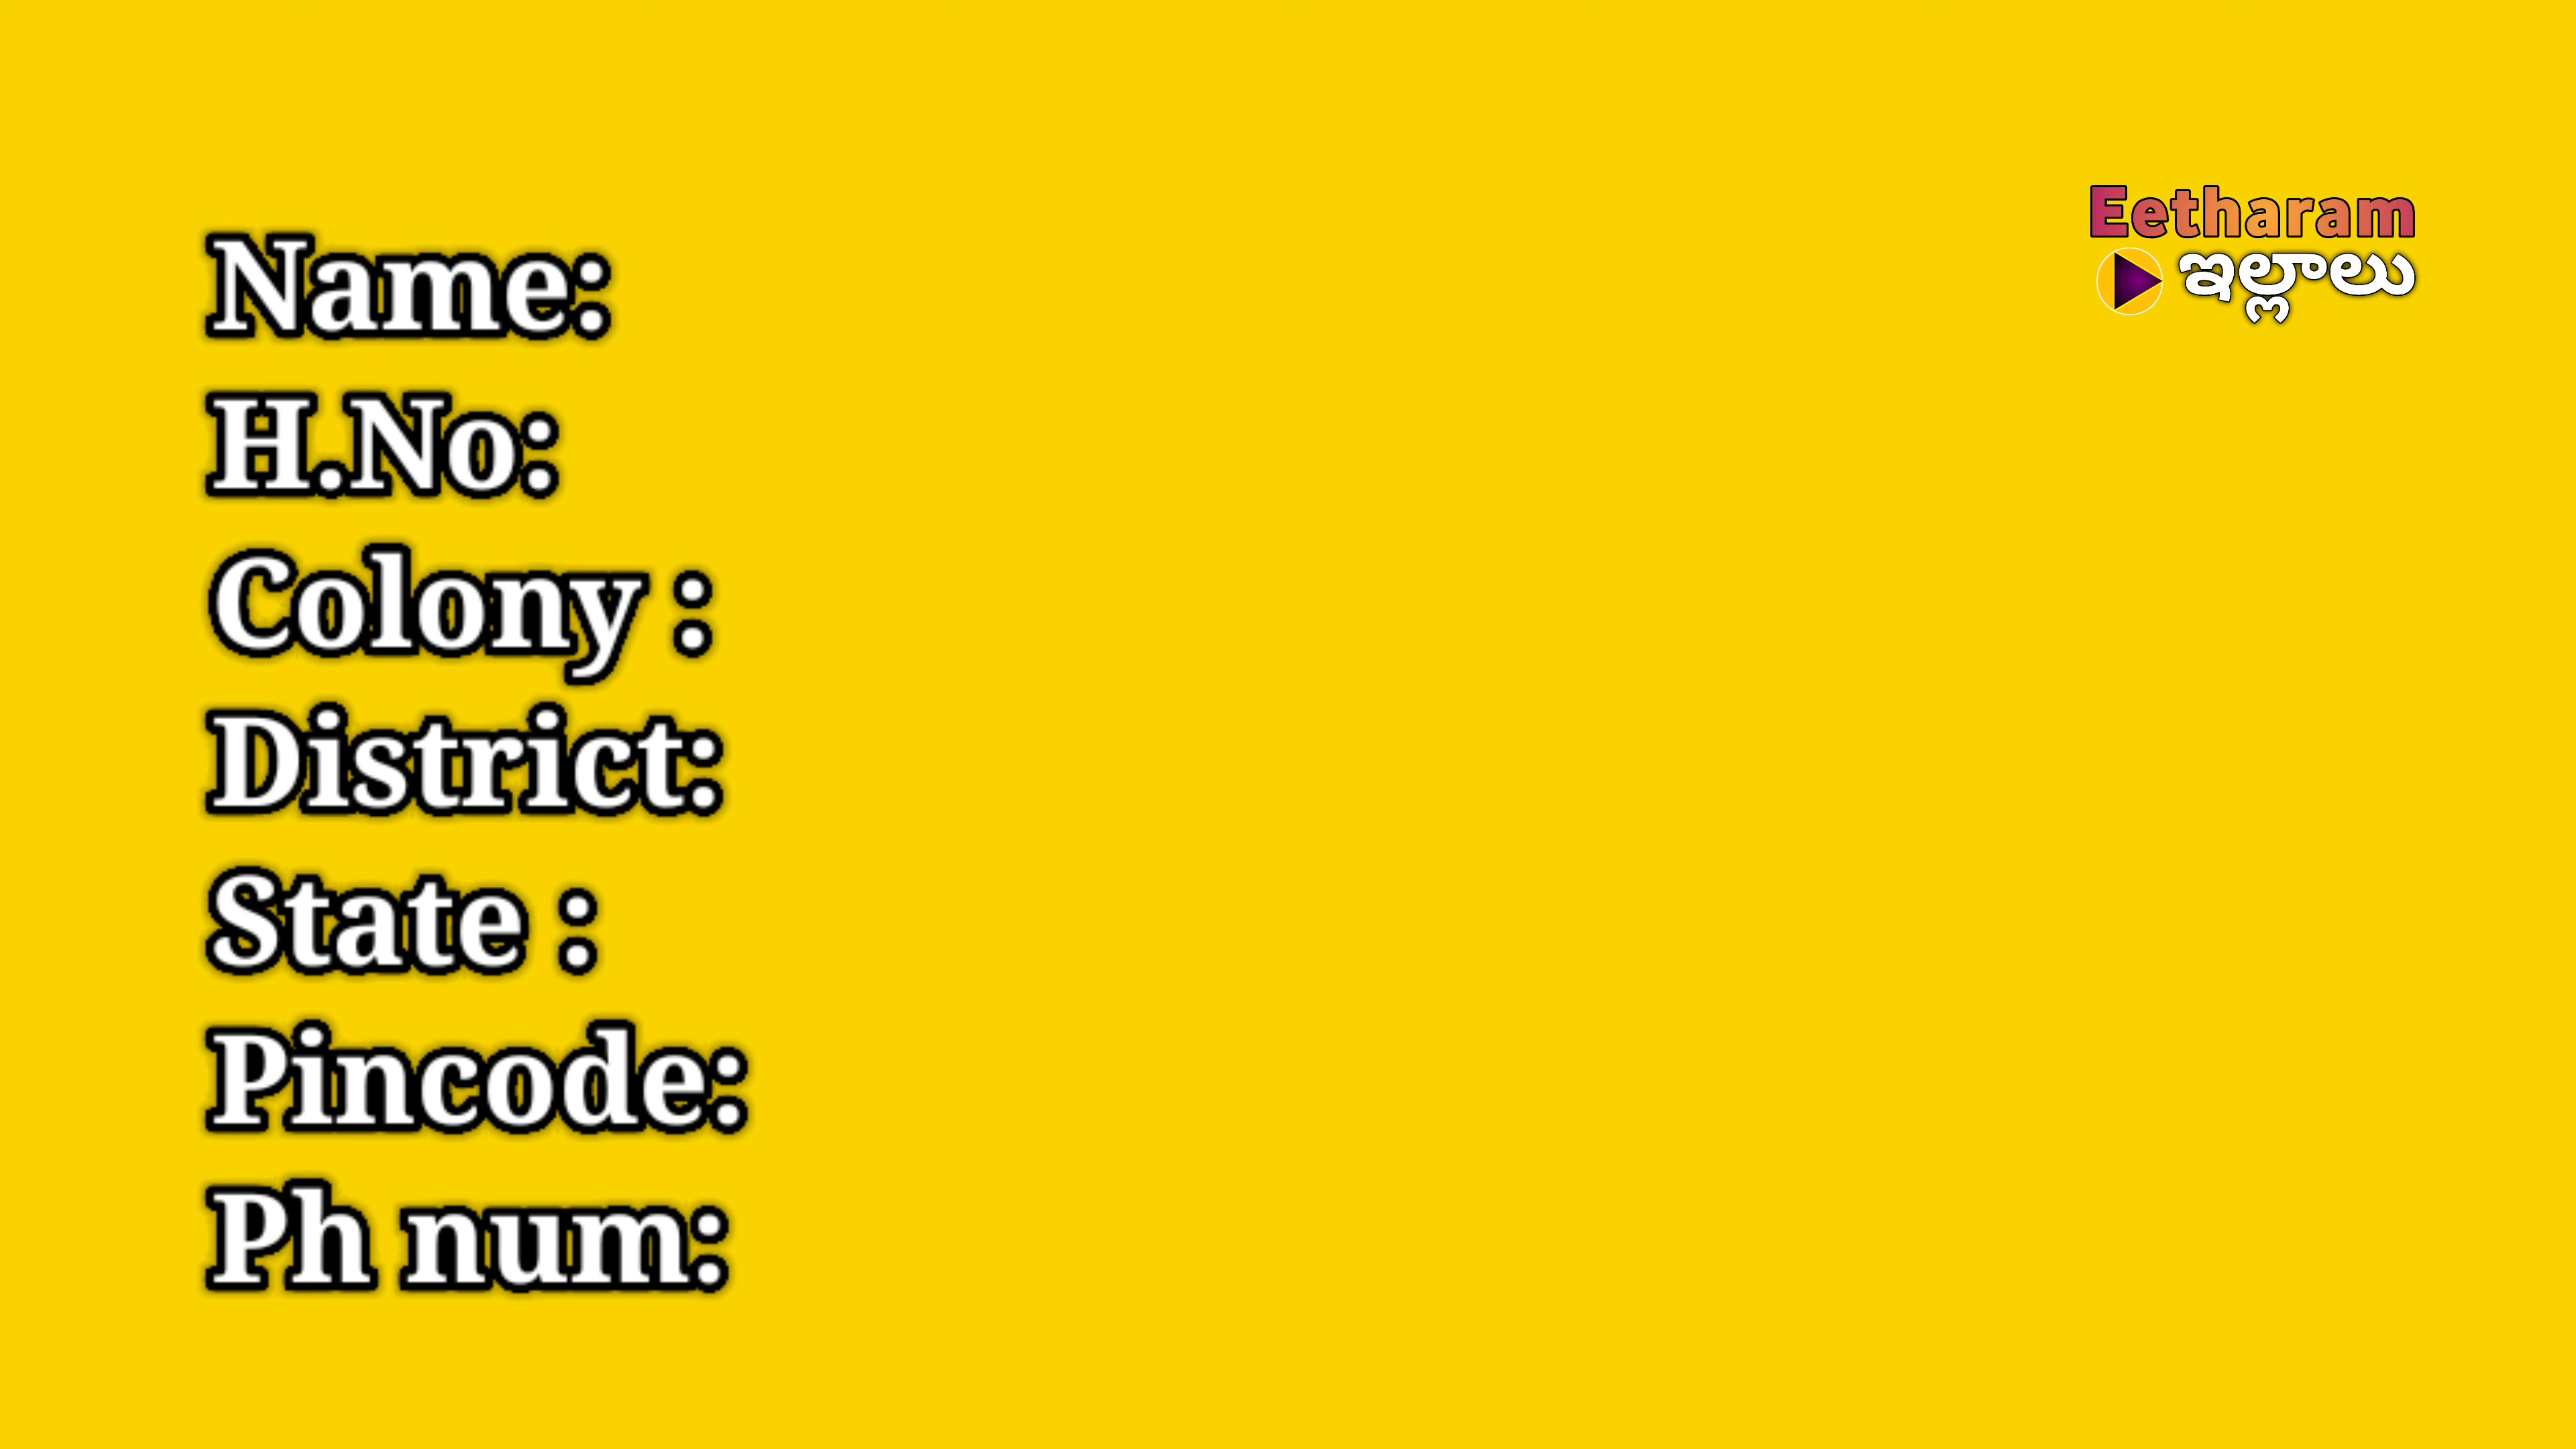 Eetharam
ఇల్లాలు
Name:
H.No:
Colony :
District:
State :
Pincode:
Ph num: